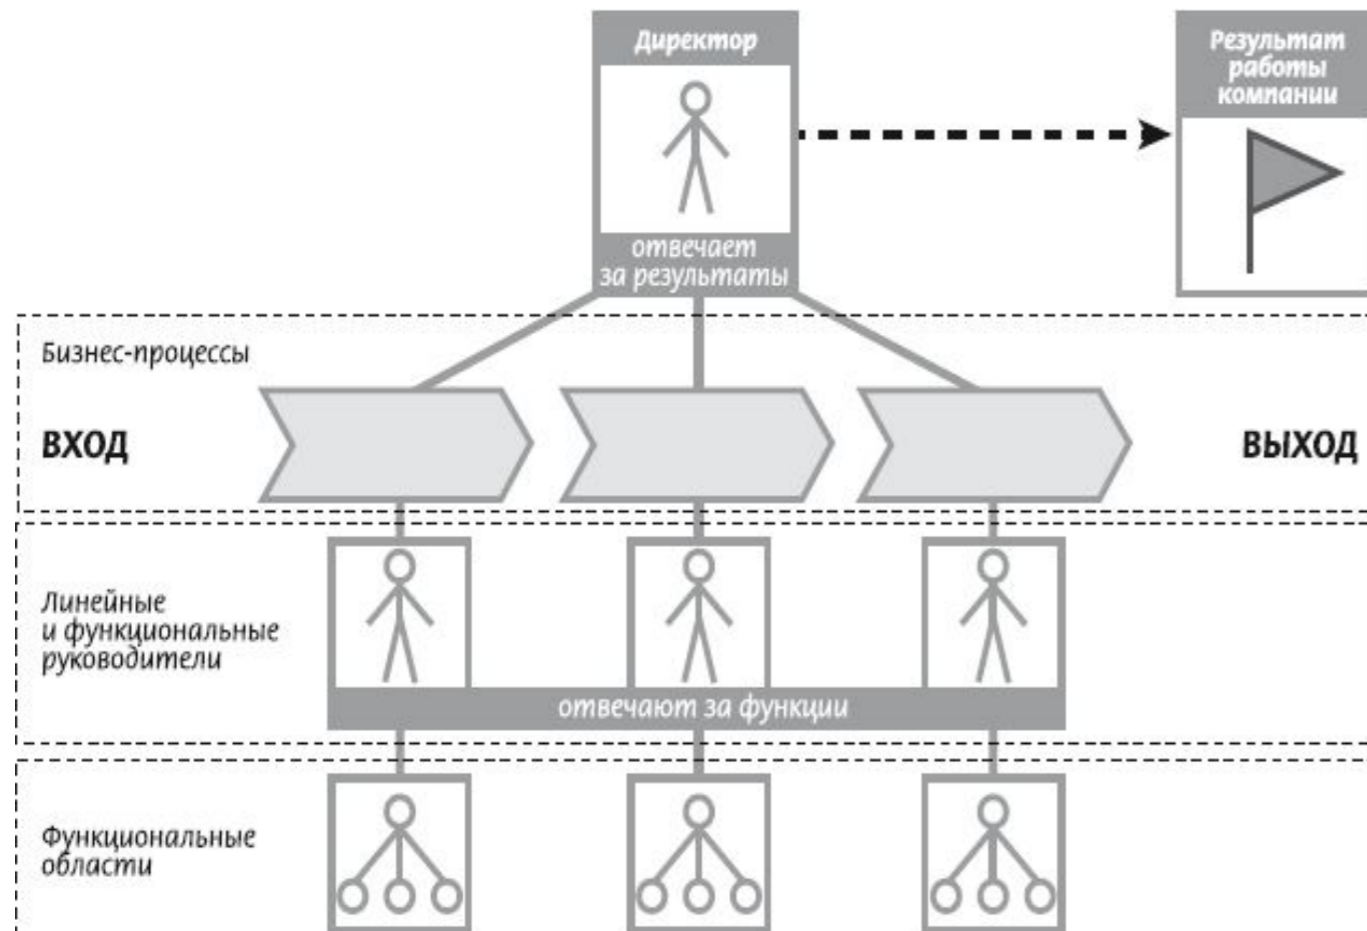 Директор
Результат
работы
компании
отвечает
за результаты
Бизнес-процессы
ВХОД
ВЫХОД
Линейные
и функциональные
руководители
отвечают за функции
Функциональные
области